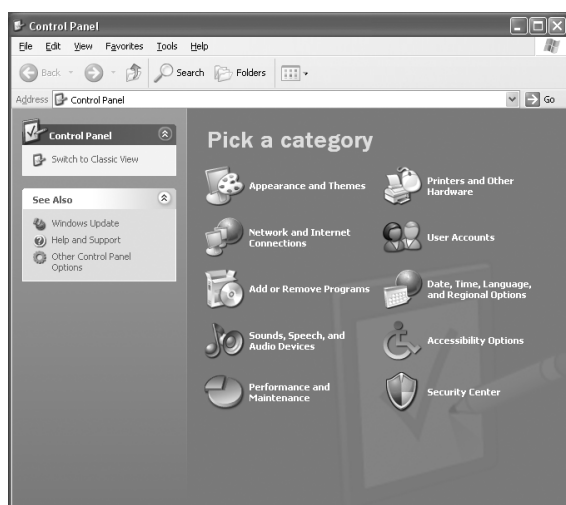 Control Panel
File Edit View Favorites Tools Help
Back Search Folders
Address Control Panel Go
Control Panel
Switch to Classic View
See Also
Windows Update
Help and Support
Other Control Panel
Options
Pick a category
Appearance and Themes
Printers and Other
Hardware
Network and Internet
Connections
User Accounts
Add or Remove Programs
Date, Time, Language,
and Regional Options
Sounds, Speech, and
Audio Devices
Accessibility Options
Performance and
Maintenance
Security Center